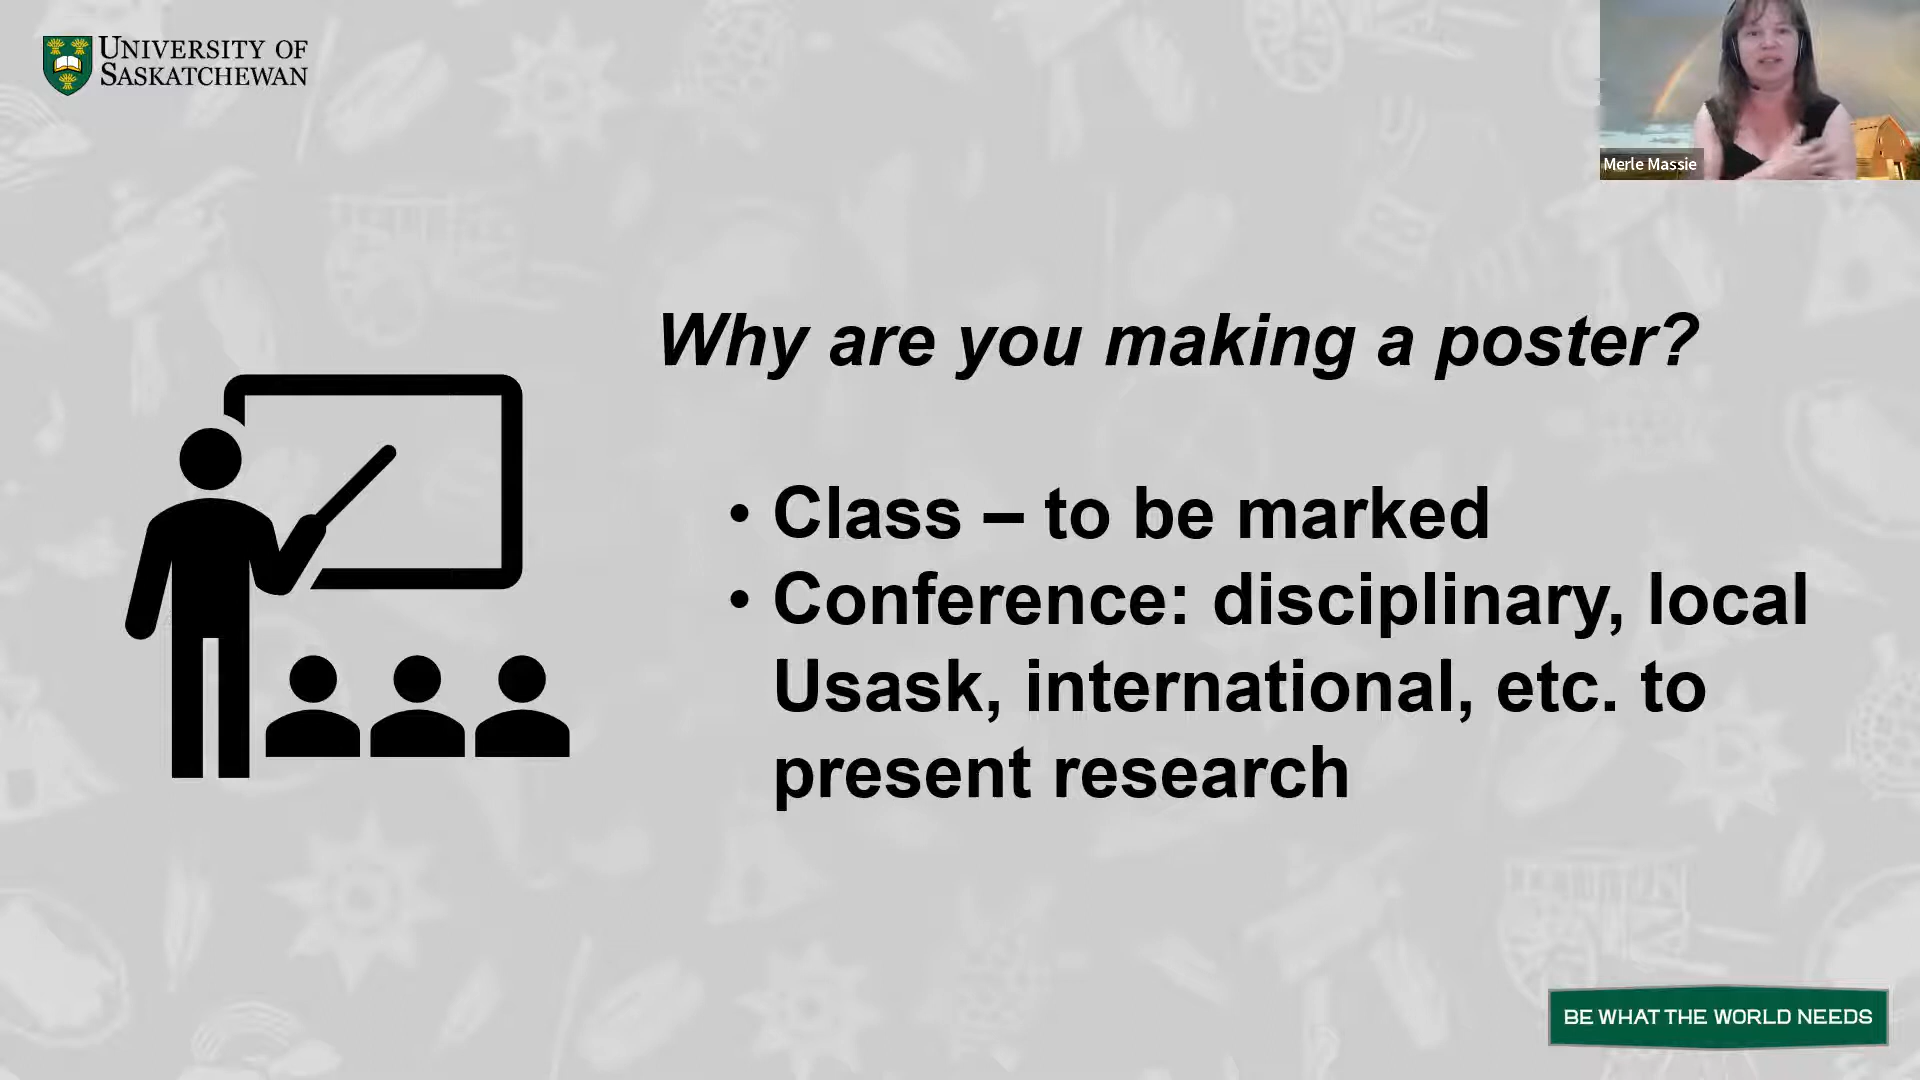 UNIVERSITY OF
SASKATCHEWAN
Merle Massie
Why are you making a poster?
• Class – to be marked
• Conference: disciplinary, local
Usask, international, etc. to
present research
BE WHAT THE WORLD NEEDS